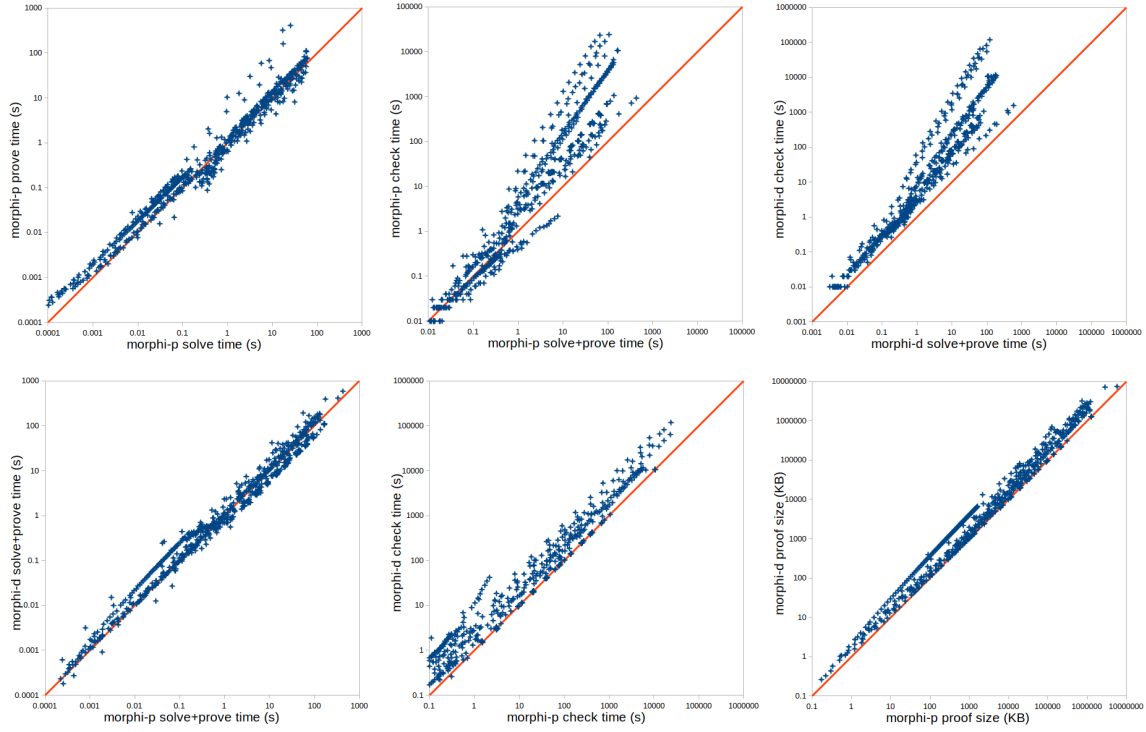 1000
100
10
1
0.1
0.01
0.001
0.0001
0.0001 0.001 0.01 0.1 1 10 100 1000
morphi-p solve time (s)
morphi-p prove time (s)
100000
10000
1000
100
10
1
0.1
0.01
0.01 0.1 1 10 100 1000 10000 100000
morphi-p solve+prove time (s)
morphi-p check time (s)
100000
10000
1000
100
10
1
0.1
0.01
0.001
0.001 0.01 0.1 1 10 100 1000 10000 100000
morphi-d solve+prove time (s)
morphi-d check time (s)
1000
100
10
1
0.1
0.01
0.001
0.0001
0.0001 0.001 0.01 0.1 1 10 100 1000
morphi-p solve+prove time (s)
morphi-d solve+prove time (s)
1000000
100000
10000
1000
100
10
1
0.1
0.1 1 10 100 1000 10000 100000 1000000
morphi-p check time (s)
morphi-d check time (s)
10000000
1000000
100000
10000
1000
100
10
1
0.1
0.1 1 10 100 1000 10000 100000 1000000 10000000
morphi-p proof size (KB)
morphi-d proof size (KB)